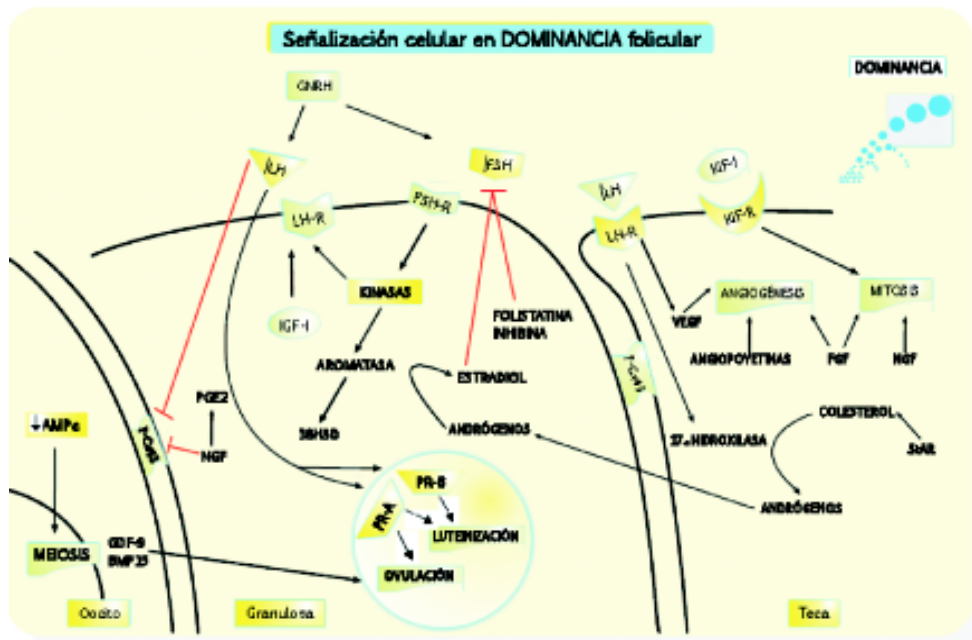 Señalización celular en DOMINANCIA folicular
DOMINANCIA
GNRH
LH
FSH
LH-R
FSH-R
LH
LH-R
IGF-I
IGF-R
KINASAS
IGF-I
FOLISTATINA
INHIBINA
AROMATASA
ESTRADIOL
ANDRÓGENOS
ANGIOGÉNESIS
MITOSIS
VEGF
ANGIOPOYETINAS
FGF
NGF
COLESTEROL
StAR
ANDRÓGENOS
17α HIDROXILASA
PGE2
NGF
AMPc
MEIOSIS
GDF-9
BMP15
PR-B
PR-A
LUTEINIZACIÓN
OVULACIÓN
Oocito
Granulosa
Teca